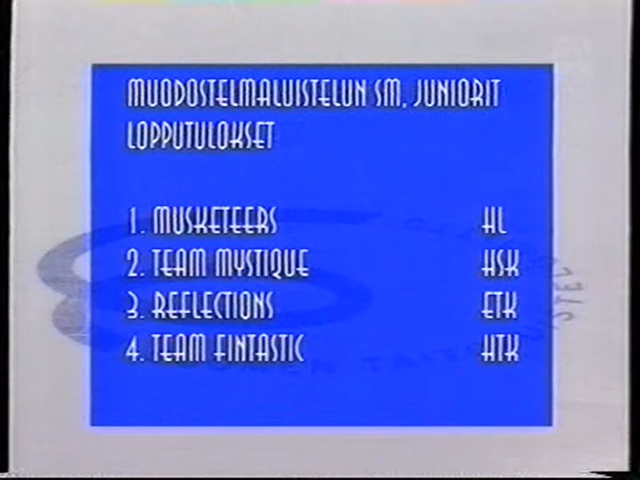 MUODOSTELMALUISTELUN SM, JUNIORIT
LOPPUTULOKSET
1. MUSKETEERS HL
2. TEAM MYSTIQUE HSK
3. REFLECTIONS ETK
4. TEAM FINTASTIC HTK